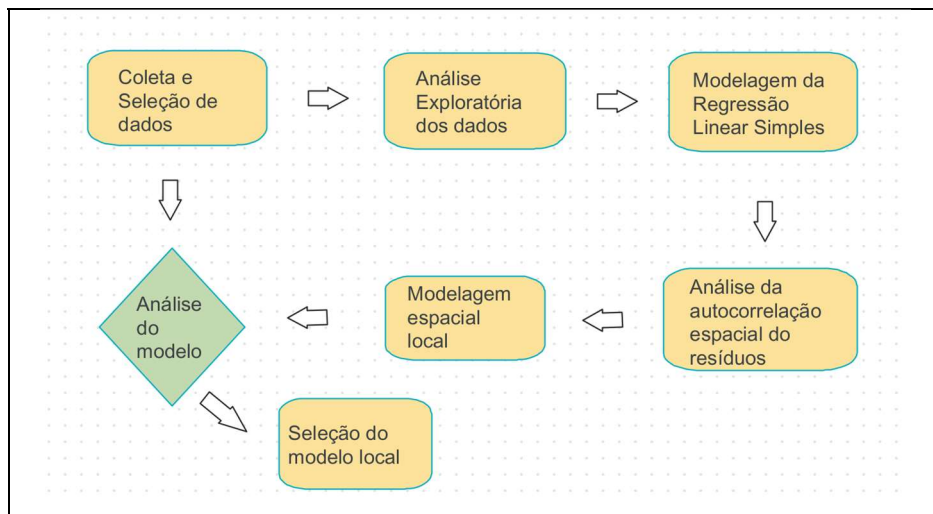 Coleta e
Seleção de
dados
Análise
Exploratória
dos dados
Modelagem da
Regressão
Linear Simples
Análise da
autocorrelação
espacial do
resíduos
Modelagem
espacial
local
Análise
do
modelo
Seleção do
modelo local